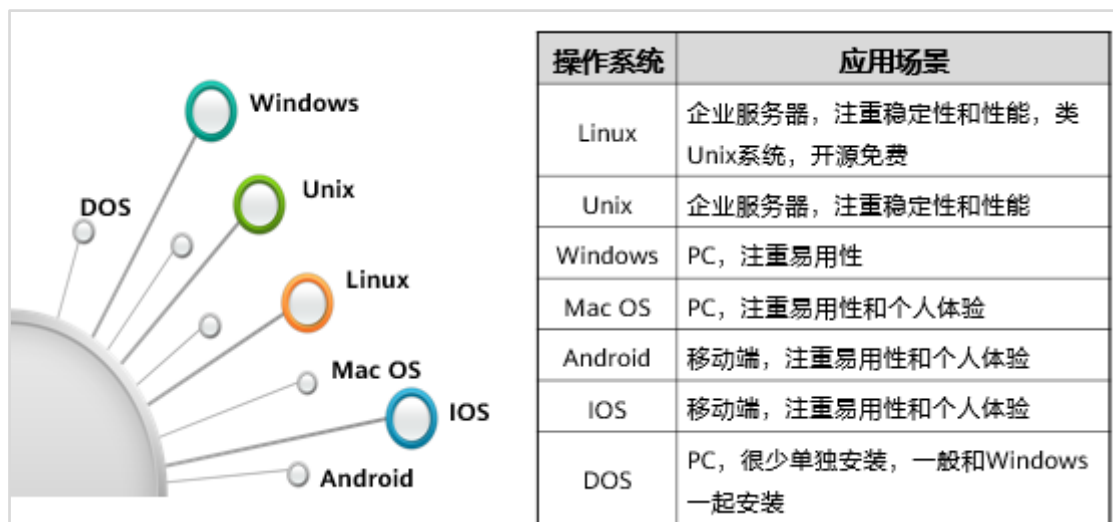 Windows
DOS
Unix
Linux
Mac OS
IOS
Android
操作系统 应用场景
Linux 企业服务器，注重稳定性和性能，类
Unix系统，开源免费
Unix 企业服务器，注重稳定性和性能
Windows PC，注重易用性
Mac OS PC，注重易用性和个人体验
Android 移动端，注重易用性和个人体验
IOS 移动端，注重易用性和个人体验
DOS PC，很少单独安装，一般和Windows
一起安装